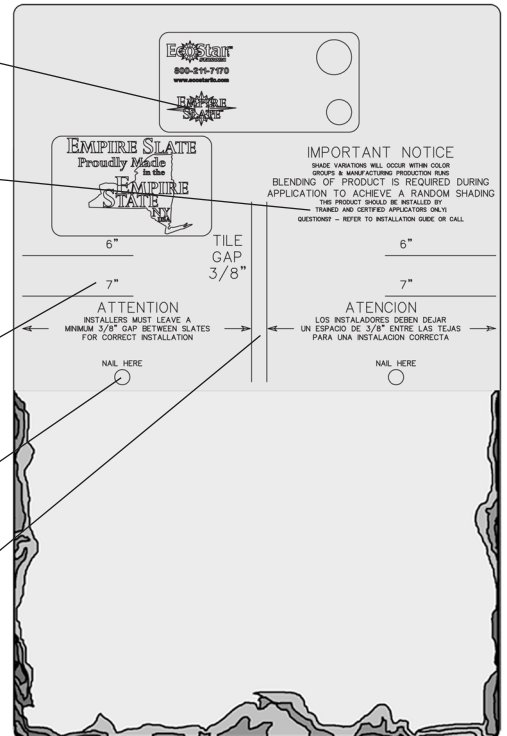 EcoStar™
800-211-7170
www.ecostarllc.com
EMPIRE
SLATE
EMPIRE SLATE
Proudly Made
in the
EMPIRE
STATE
NY
USA
IMPORTANT NOTICE
SHADE VARIATIONS WILL OCCUR WITHIN COLOR
GROUPS & MANUFACTURING PRODUCTION RUNS
BLENDING OF PRODUCT IS REQUIRED DURING
APPLICATION TO ACHIEVE A RANDOM SHADING
THIS PRODUCT SHOULD BE INSTALLED BY
TRAINED AND CERTIFIED APPLICATORS ONLY!
QUESTIONS? – REFER TO INSTALLATION GUIDE OR CALL
TILE
GAP
3/8"
6"
7"
6"
7"
ATTENTION
INSTALLERS MUST LEAVE A
MINIMUM 3/8" GAP BETWEEN SLATES
FOR CORRECT INSTALLATION
ATENCION
LOS INSTALADORES DEBEN DEJAR
UN ESPACIO DE 3/8" ENTRE LAS TEJAS
PARA UNA INSTALACION CORRECTA
NAIL HERE
NAIL HERE